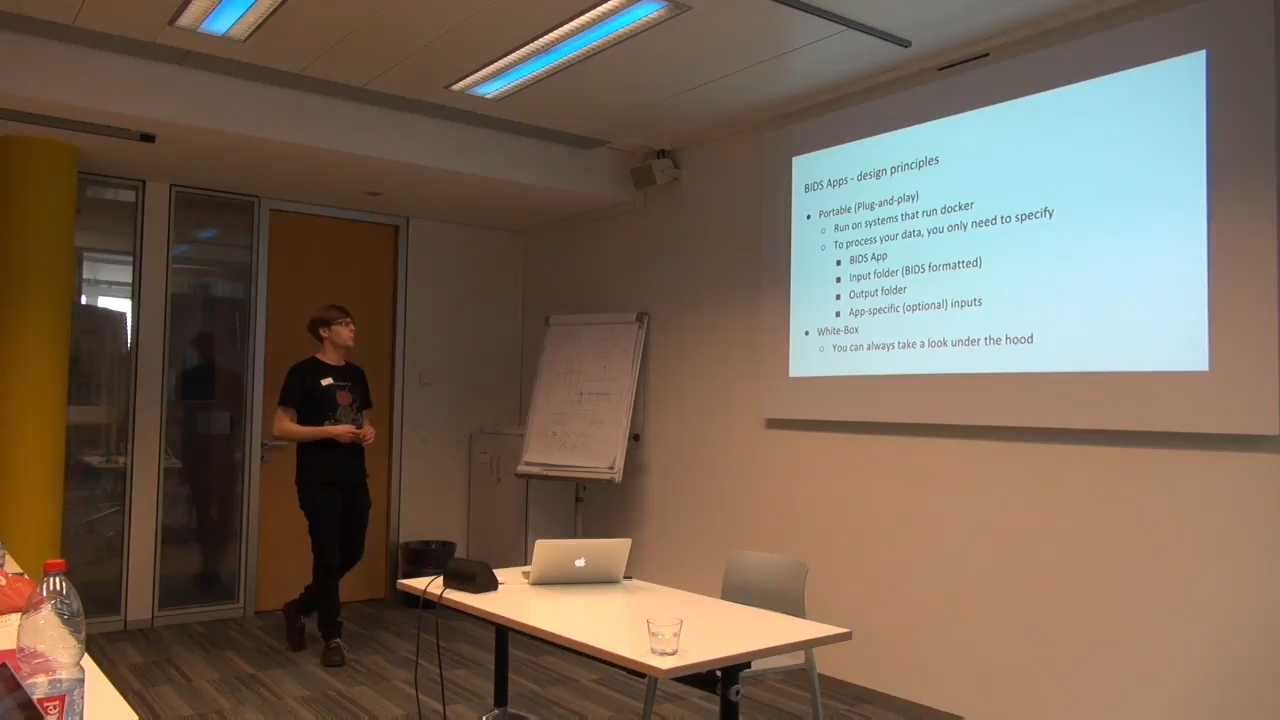 BIDS Apps - design principles
● Portable (Plug-and-play)
○ Run on systems that run docker
○ To process your data, you only need to specify
■ BIDS App
■ Input folder (BIDS formatted)
■ Output folder
■ App-specific (optional) inputs
● White-Box
○ You can always take a look under the hood